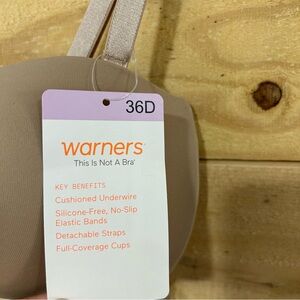 36D
warners
This Is Not A Bra
KEY BENEFITS
Cushioned Underwire
Silicone-Free, No-Slip
Elastic Bands
Detachable Straps
Full-Coverage Cups